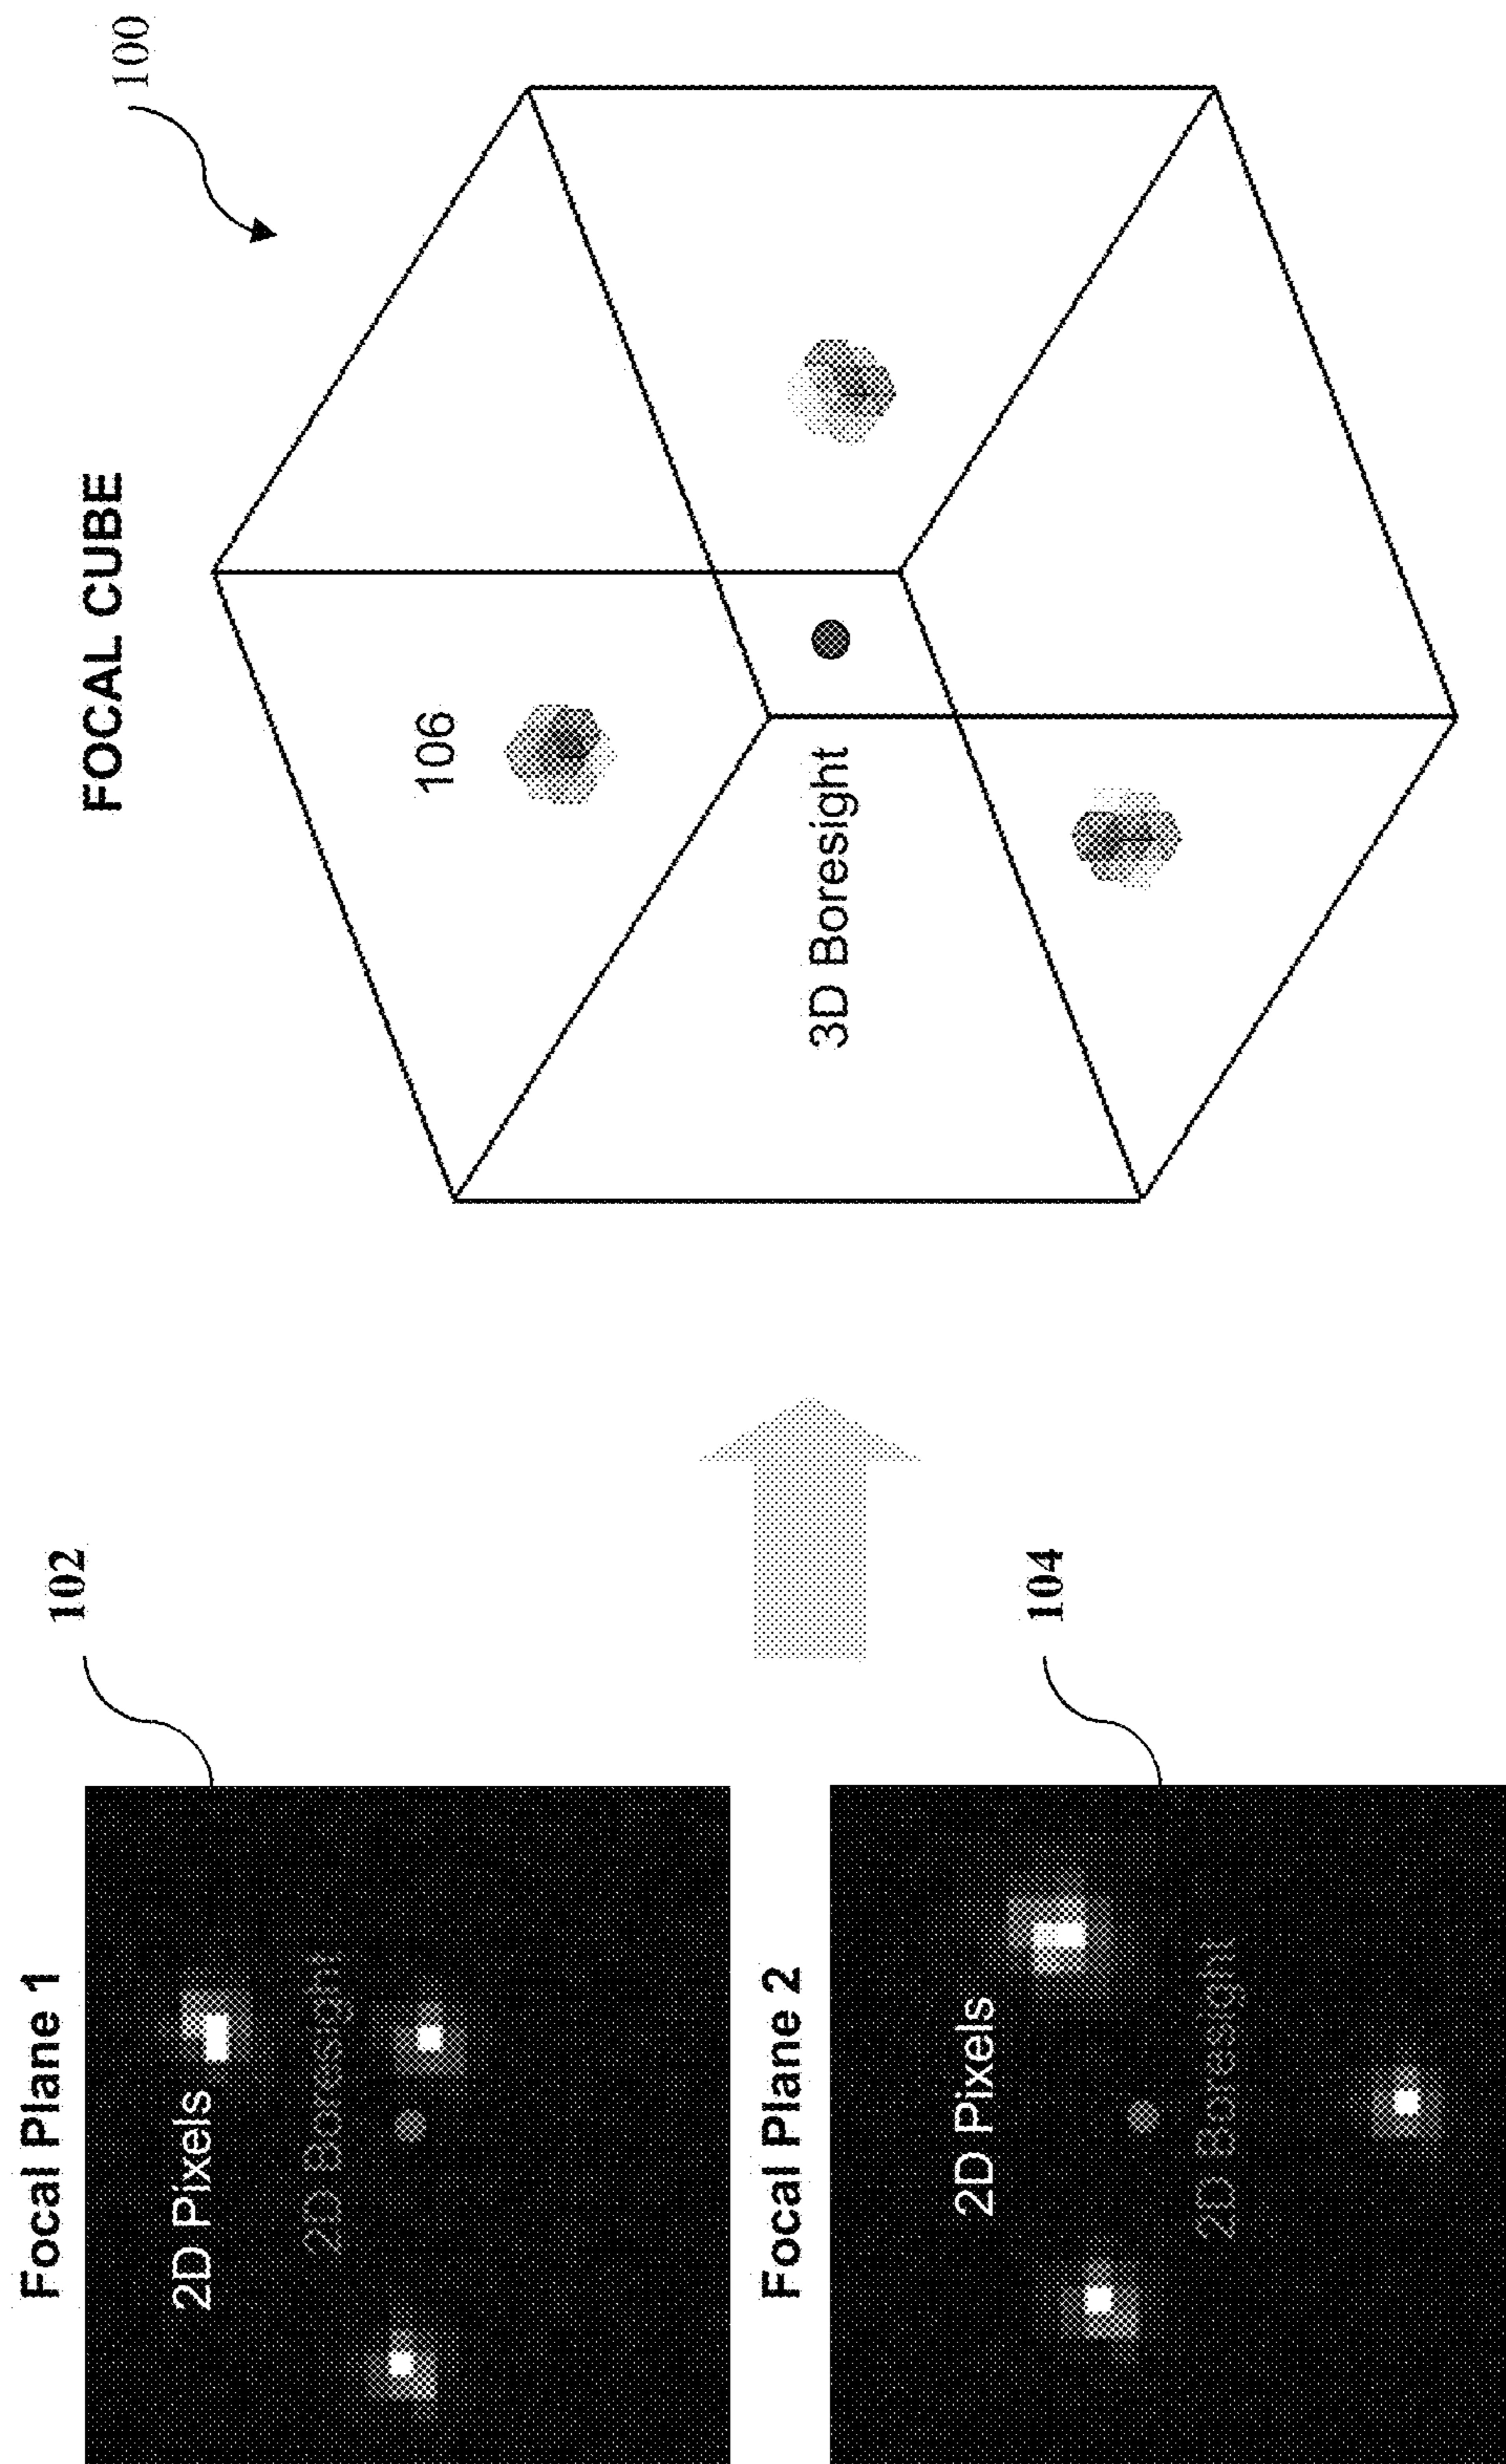 Focal Plane 1
102
2D Pixels
2D Boresight
Focal Plane 2
104
2D Pixels
2D Boresight
FOCAL CUBE
100
106
3D Boresight